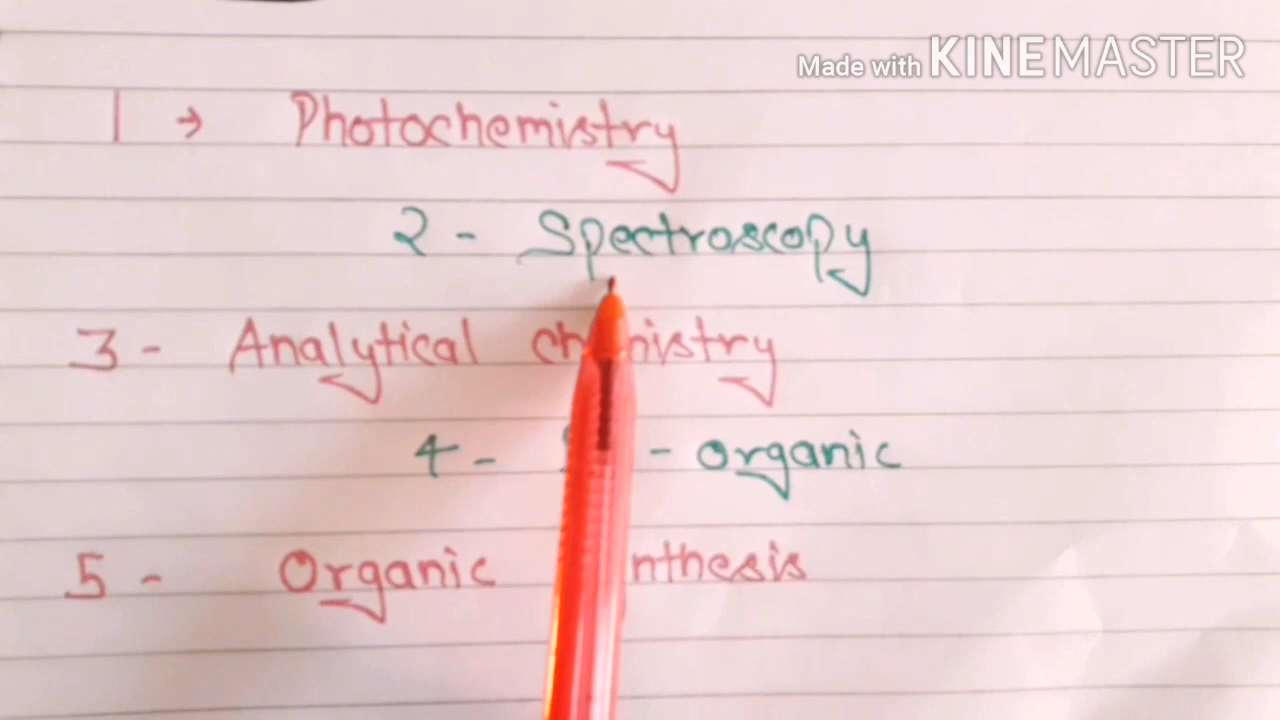 Made with KINEMASTER
1 → Photochemistry
2 - Spectroscopy
3 - Analytical
4 - - organic
5 - Organic